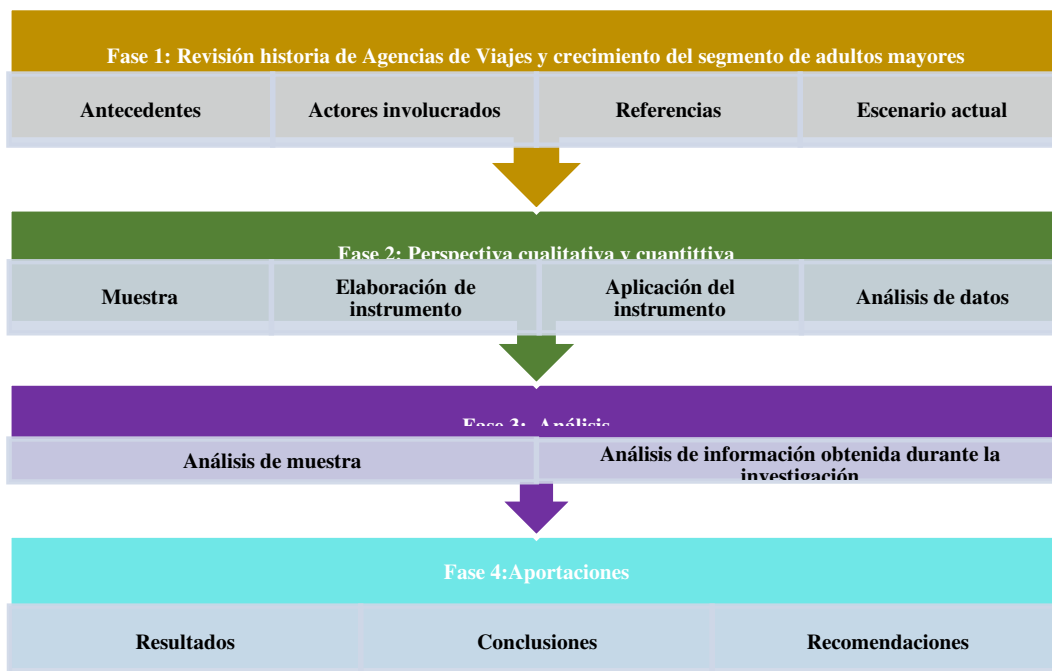 Fase 1: Revisión historia de Agencias de Viajes y crecimiento del segmento de adultos mayores
Antecedentes
Actores involucrados
Referencias
Escenario actual
Fase 2: Perspectiva cualitativa y cuantittiva
Muestra
Elaboración de
instrumento
Aplicación del
instrumento
Análisis de datos
Fase 3: Análisis
Análisis de muestra
Análisis de información obtenida durante la
investigación
Fase 4:Aportaciones
Resultados
Conclusiones
Recomendaciones